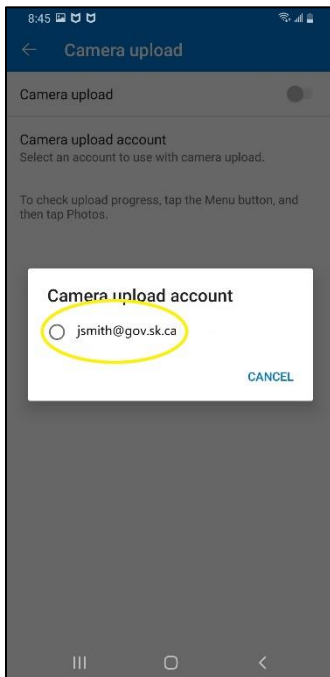 8:45
Camera upload
Camera upload
Camera upload account
Select an account to use with camera upload.
To check upload progress, tap the Menu button, and
then tap Photos.
Camera upload account
jsmith@gov.sk.ca
CANCEL